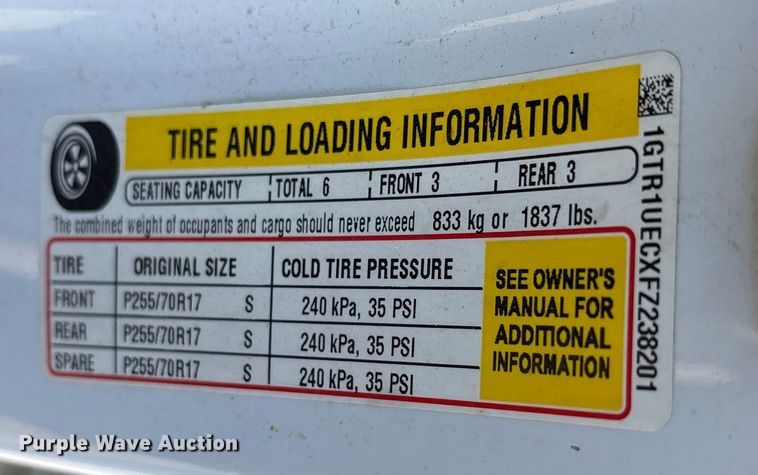 TIRE AND LOADING INFORMATION
SEATING CAPACITY TOTAL 6 FRONT 3 REAR 3
The combined weight of occupants and cargo should never exceed 833 kg or 1837 lbs.
TIRE ORIGINAL SIZE COLD TIRE PRESSURE
FRONT P255/70R17 S 240 kPa, 35 PSI
REAR P255/70R17 S 240 kPa, 35 PSI
SPARE P255/70R17 S 240 kPa, 35 PSI
SEE OWNER'S
MANUAL FOR
ADDITIONAL
INFORMATION
1GTR1UECXFZ238201
Purple Wave Auction